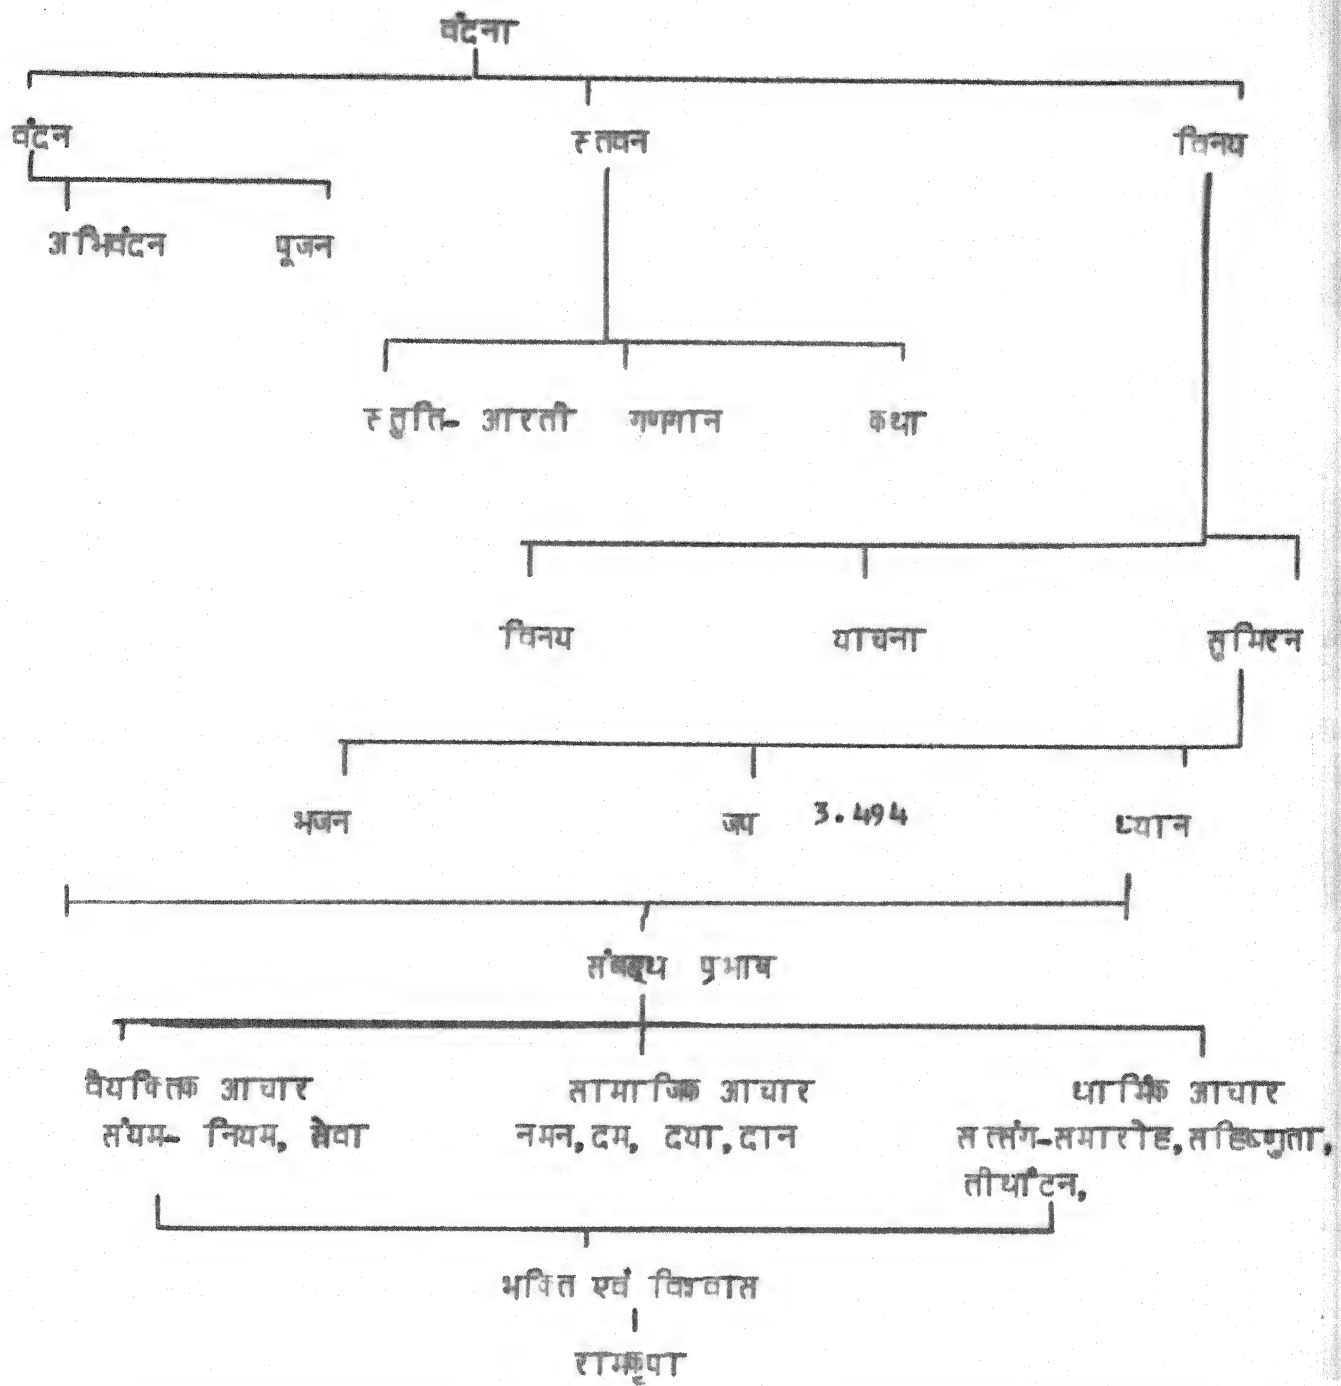 वंदना
वंदन स्तवन विनय
अभिवंदन पूजन
स्तुति- आरती गणगान कथा
विनय याचना सुमिरन
भजन जप 3.494 ध्यान
प्रभाव
वैयक्तिक आचार सामाजिक आचार धार्मिक आचार
संयम- नियम, सेवा नमन, दम, दया, दान सत्संग-समारोह, सहिष्णुता,
तीर्थाटन,
भक्ति एवं विश्वास
रामकृपा